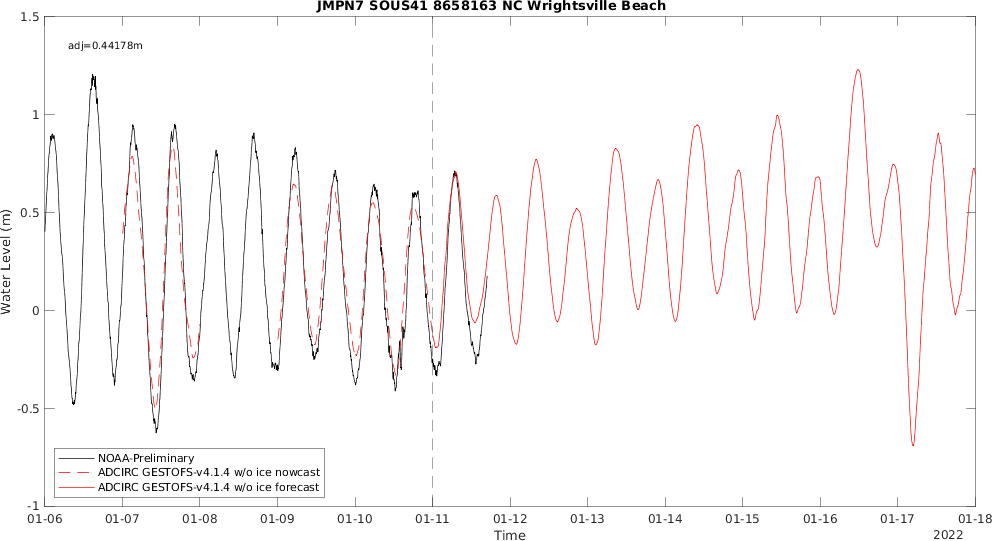 JMPN7 SOUS41 8658163 NC Wrightsville Beach
adj=0.44178m
1.5
1
0.5
0
-0.5
-1
Water Level (m)
NOAA-Preliminary
ADCIRC GESTOFS-v4.1.4 w/o ice nowcast
ADCIRC GESTOFS-v4.1.4 w/o ice forecast
01-06 01-07 01-08 01-09 01-10 01-11 01-12 01-13 01-14 01-15 01-16 01-17 01-18
Time
2022